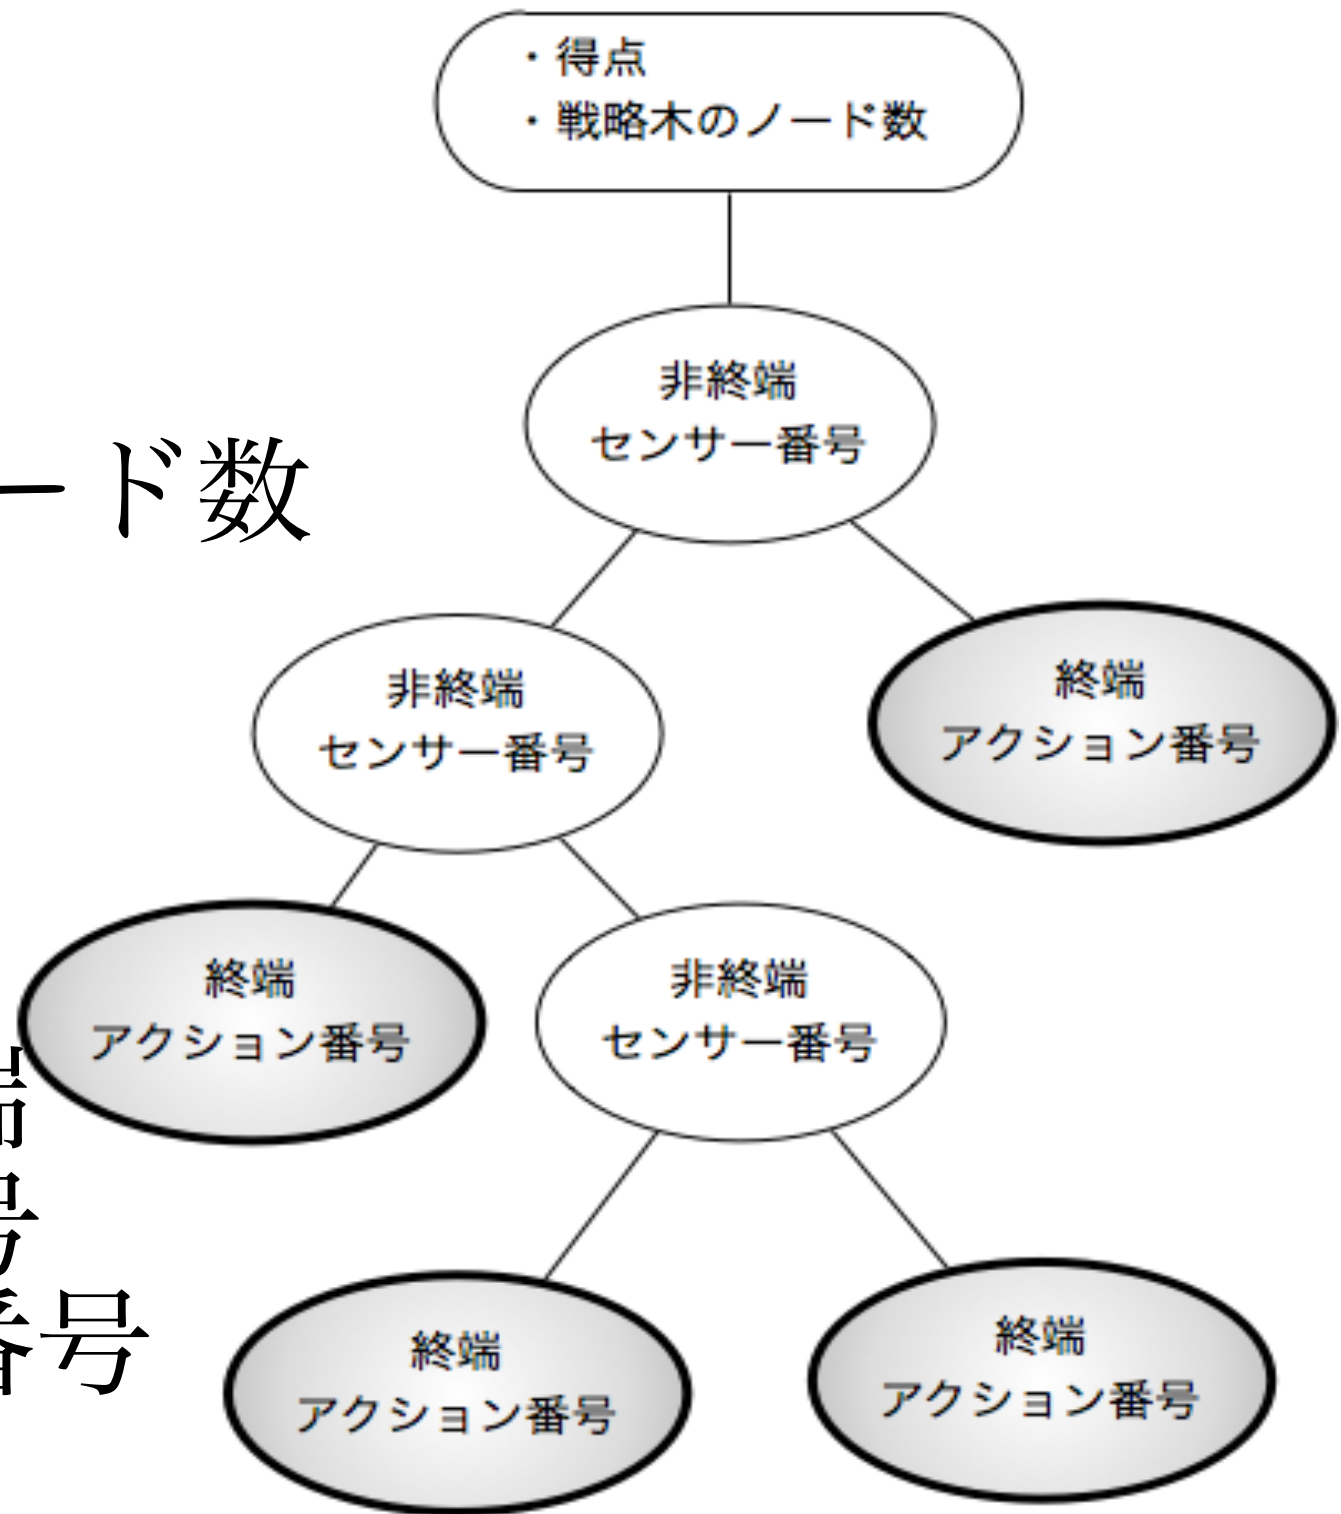 ・得点
・戦略木のノード数
非終端
センサー番号
ード数
非終端
センサー番号
終端
アクション番号
終端
アクション番号
非終端
センサー番号
端
号
番号
終端
アクション番号
終端
アクション番号